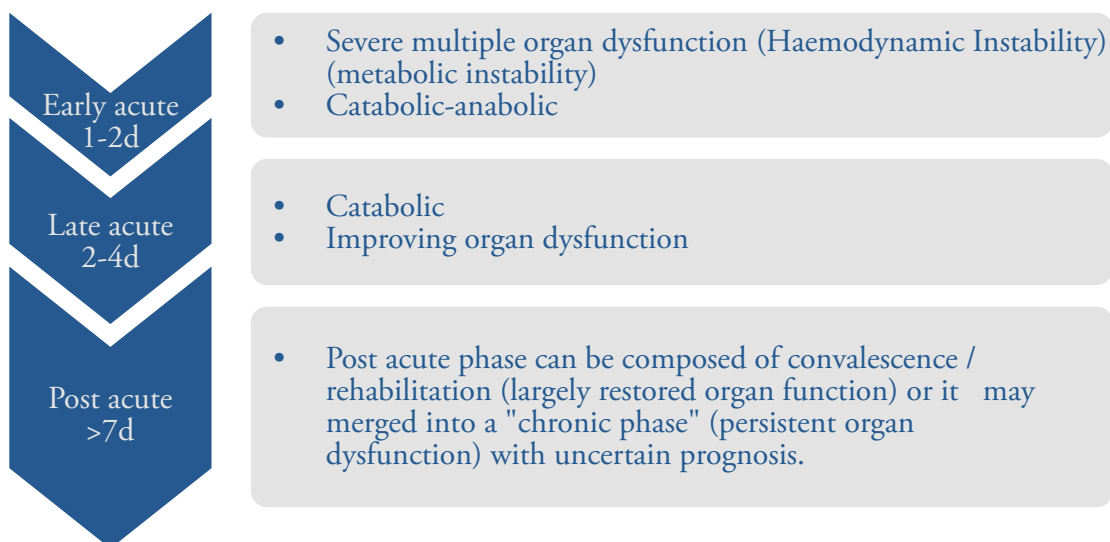 Early acute
1-2d
• Severe multiple organ dysfunction (Haemodynamic Instability)
(metabolic instability)
• Catabolic-anabolic
Late acute
2-4d
• Catabolic
• Improving organ dysfunction
Post acute
>7d
• Post acute phase can be composed of convalescence /
rehabilitation (largely restored organ function) or it may
merged into a "chronic phase" (persistent organ
dysfunction) with uncertain prognosis.